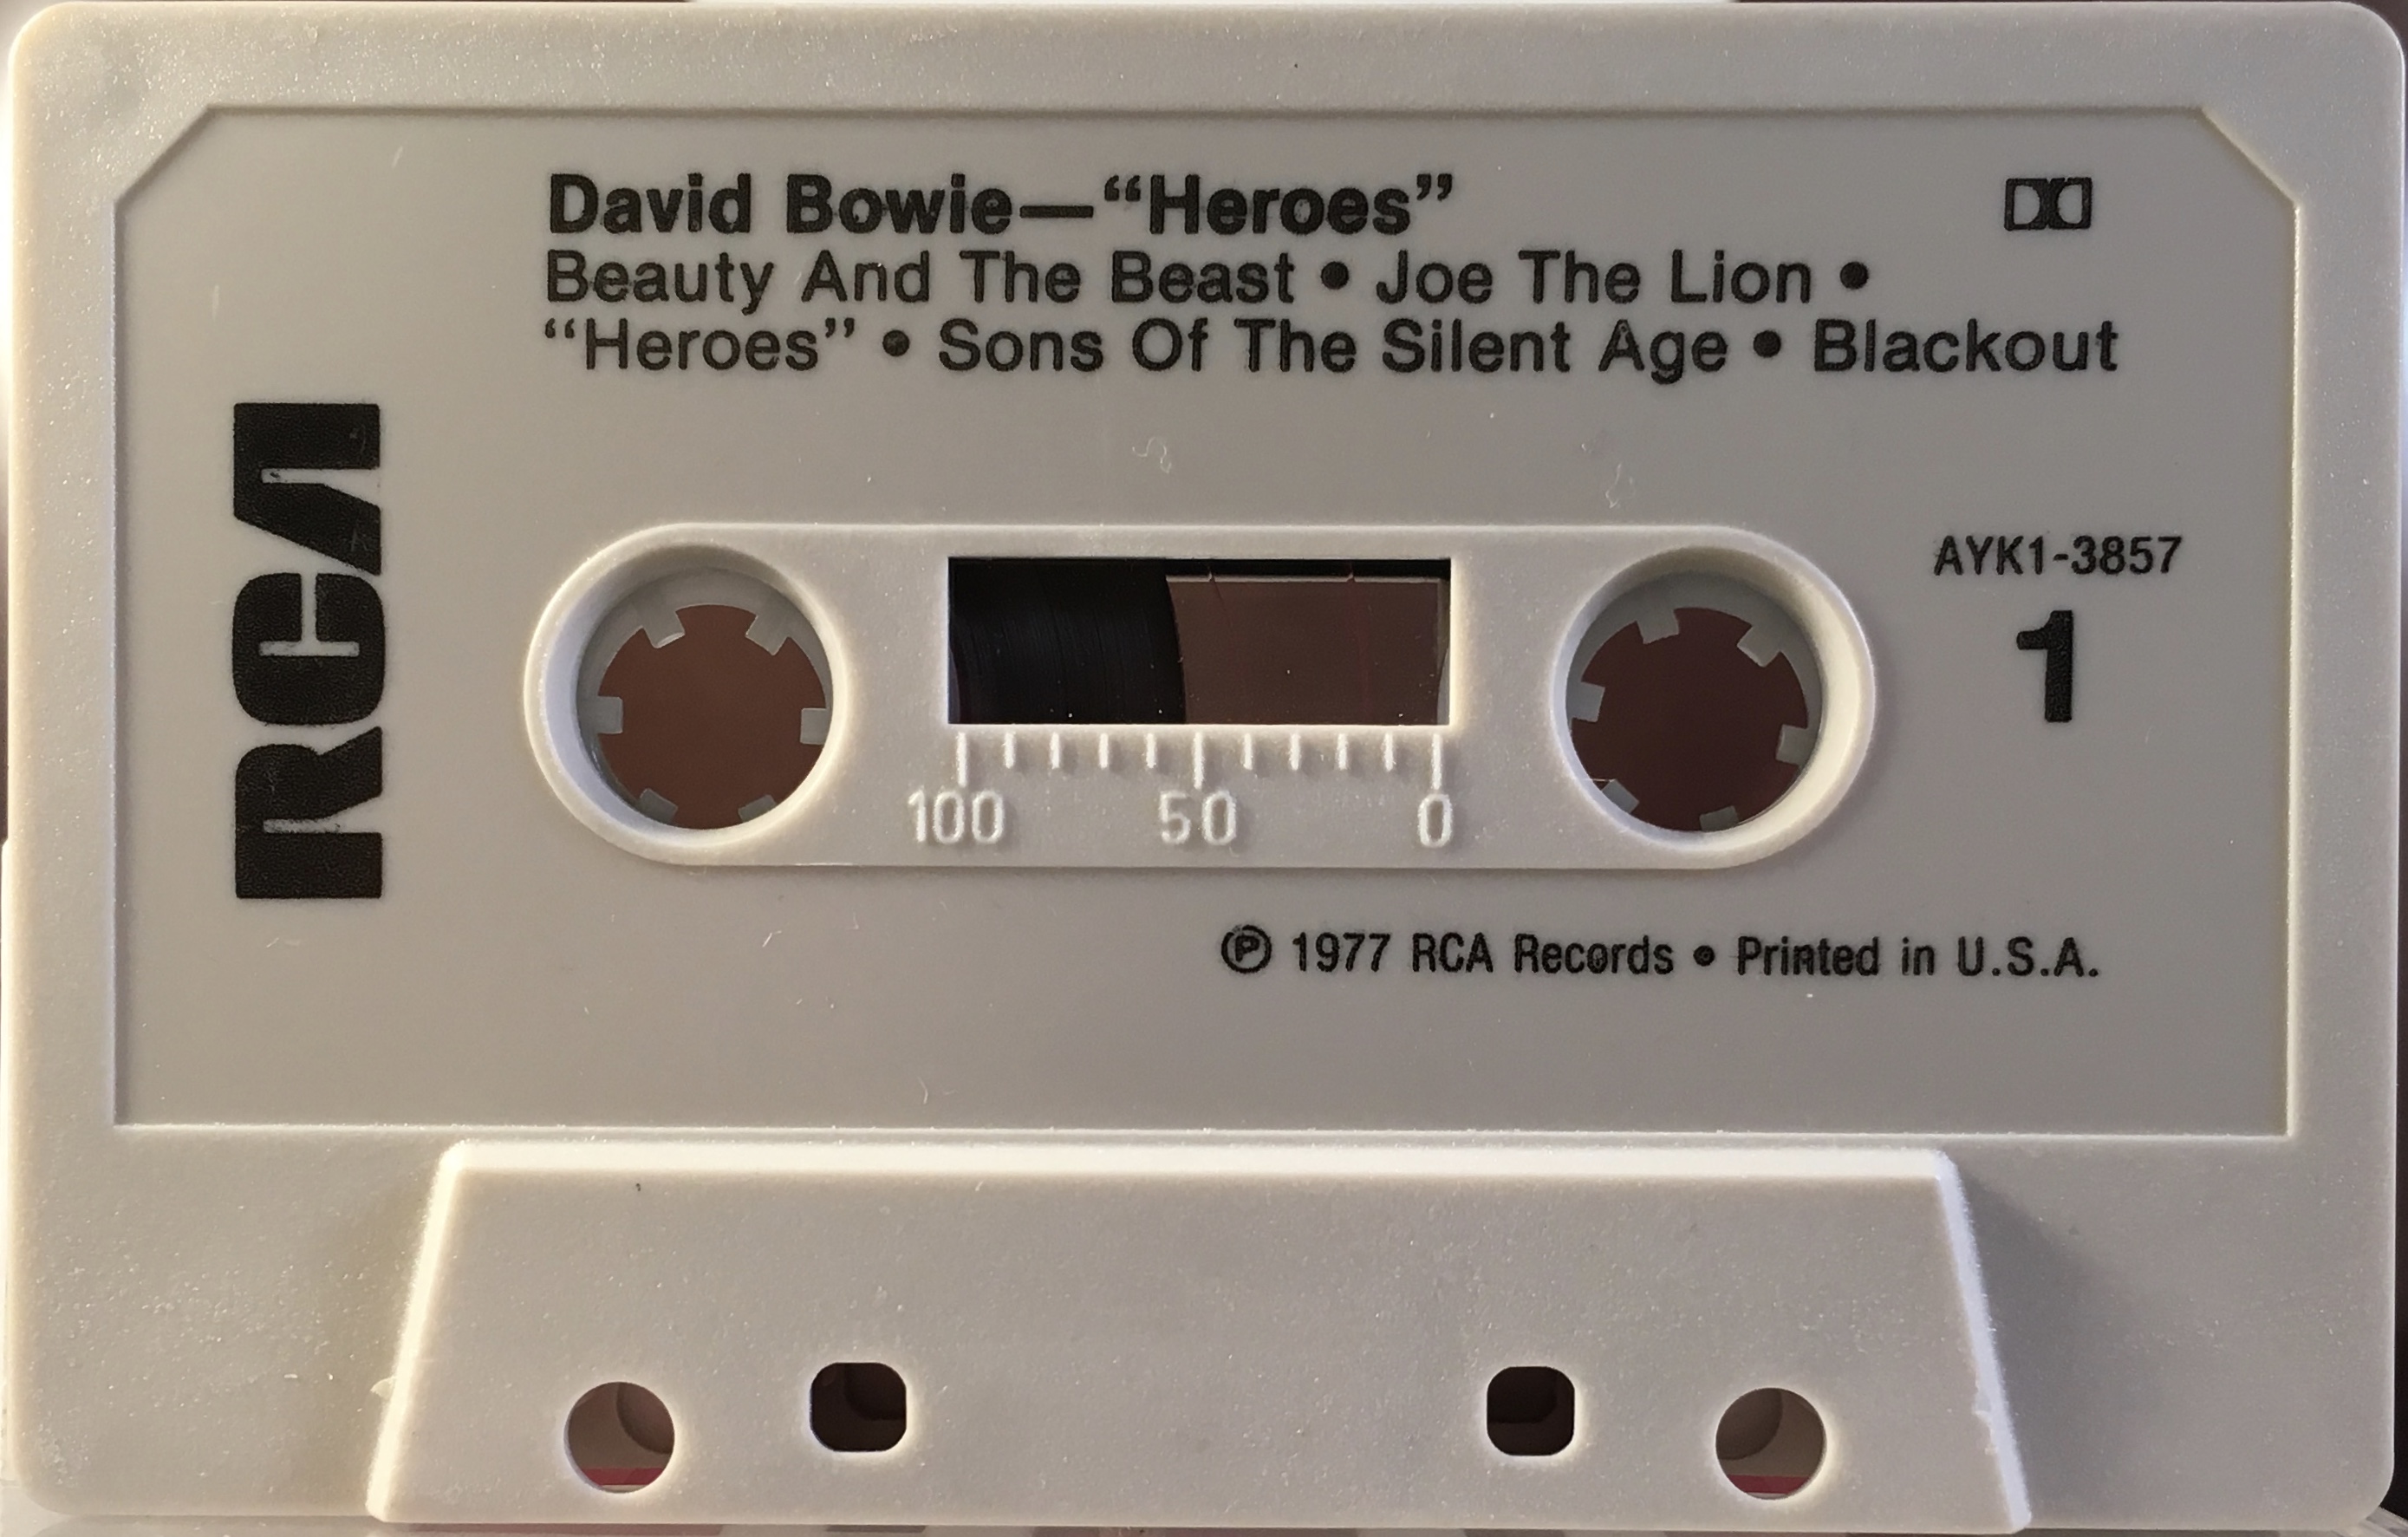 David Bowie—“Heroes”
Beauty And The Beast • Joe The Lion •
“Heroes” • Sons Of The Silent Age • Blackout
RCA
AYK1-3857
1
100 50 0
℗ 1977 RCA Records • Printed in U.S.A.